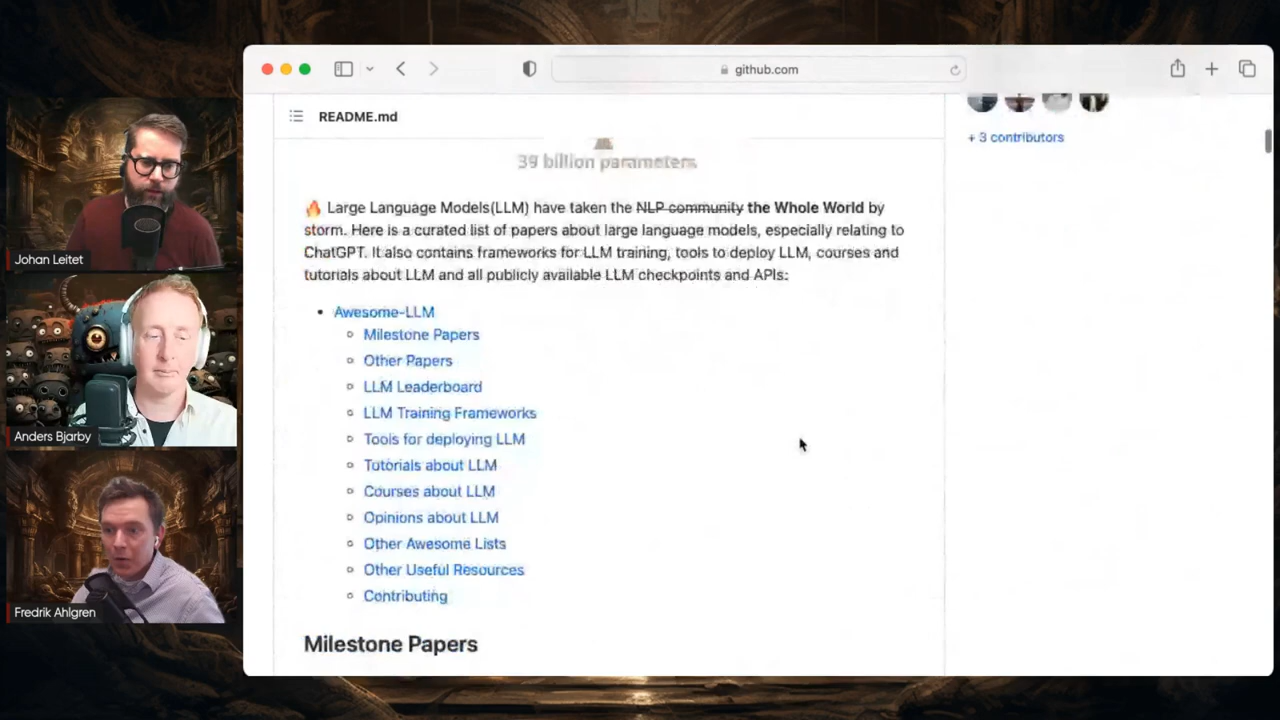 github.com
README.md
+ 3 contributors
39 billion parameters
🔥 Large Language Models(LLM) have taken the NLP community the Whole World by
storm. Here is a curated list of papers about large language models, especially relating to
ChatGPT. It also contains frameworks for LLM training, tools to deploy LLM, courses and
tutorials about LLM and all publicly available LLM checkpoints and APIs:
• Awesome-LLM
Milestone Papers
Other Papers
LLM Leaderboard
LLM Training Frameworks
Tools for deploying LLM
Tutorials about LLM
Courses about LLM
Opinions about LLM
Other Awesome Lists
Other Useful Resources
Contributing
Milestone Papers
Johan Leitet
Anders Bjarby
Fredrik Ahlgren